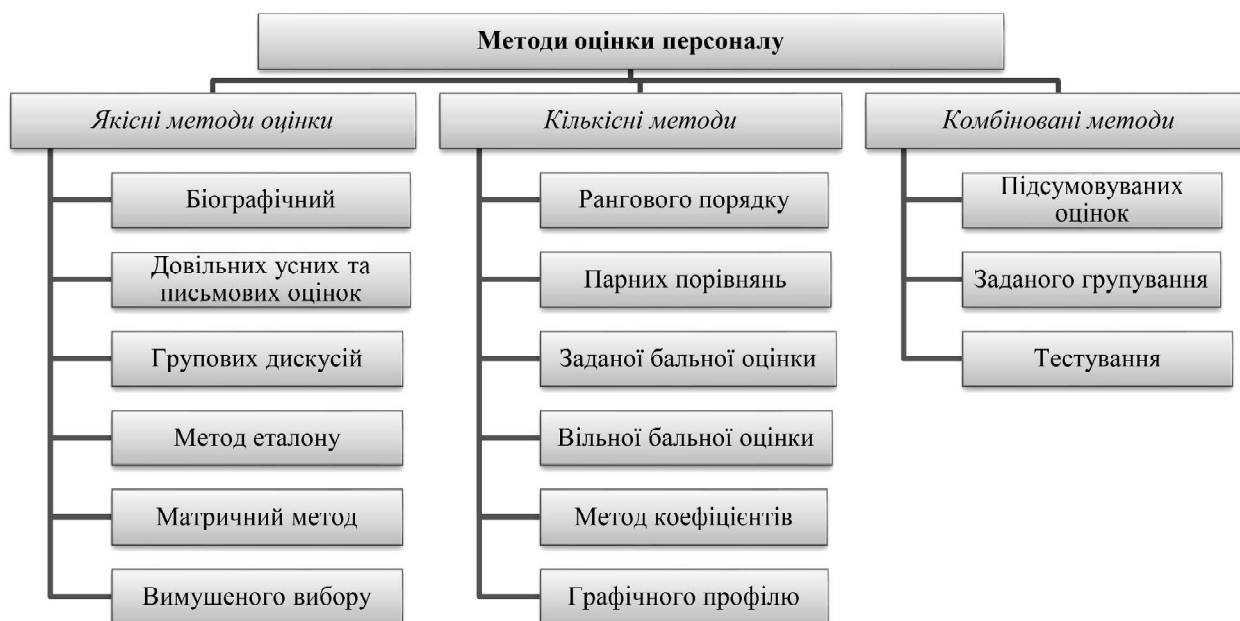 Методи оцінки персоналу
Якісні методи оцінки
Біографічний
Довільних усних та
письмових оцінок
Групових дискусій
Метод еталону
Матричний метод
Вимушеного вибору
Кількісні методи
Рангового порядку
Парних порівнянь
Заданої бальної оцінки
Вільної бальної оцінки
Метод коефіцієнтів
Графічного профілю
Комбіновані методи
Підсумовуваних
оцінок
Заданого групування
Тестування